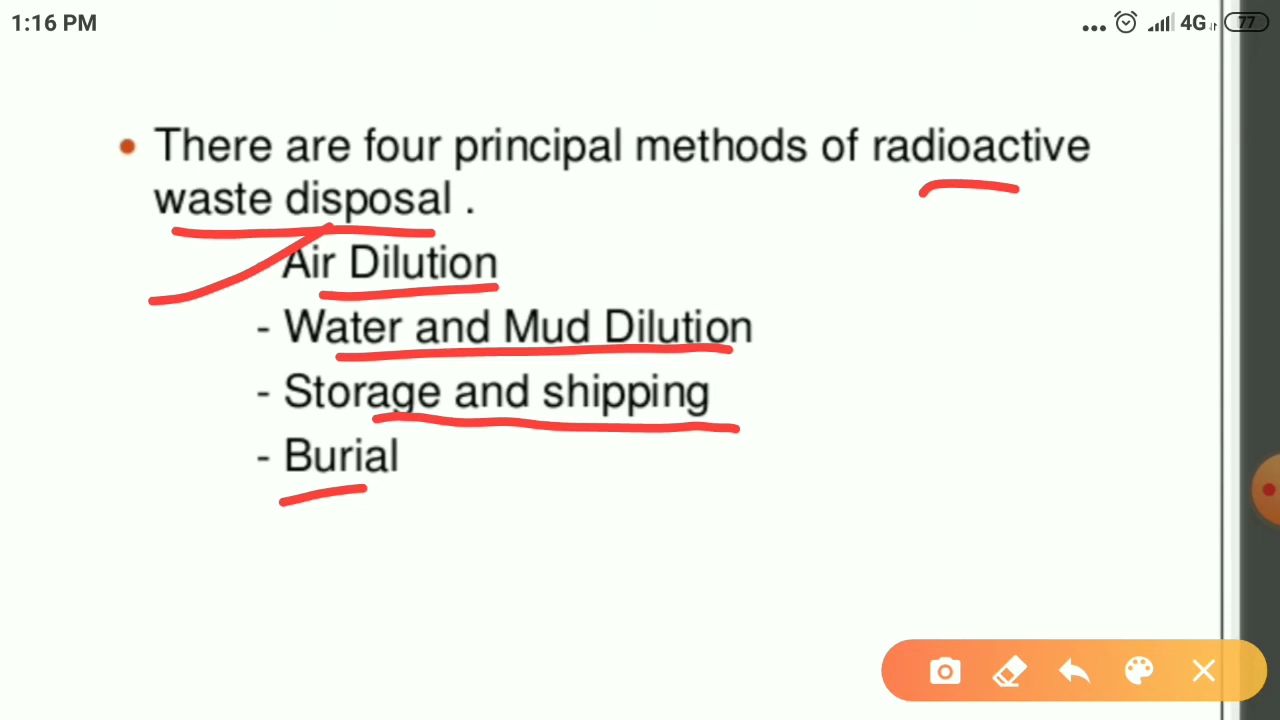 1:16 PM 4G 77
• There are four principal methods of radioactive
waste disposal .
Air Dilution
- Water and Mud Dilution
- Storage and shipping
- Burial